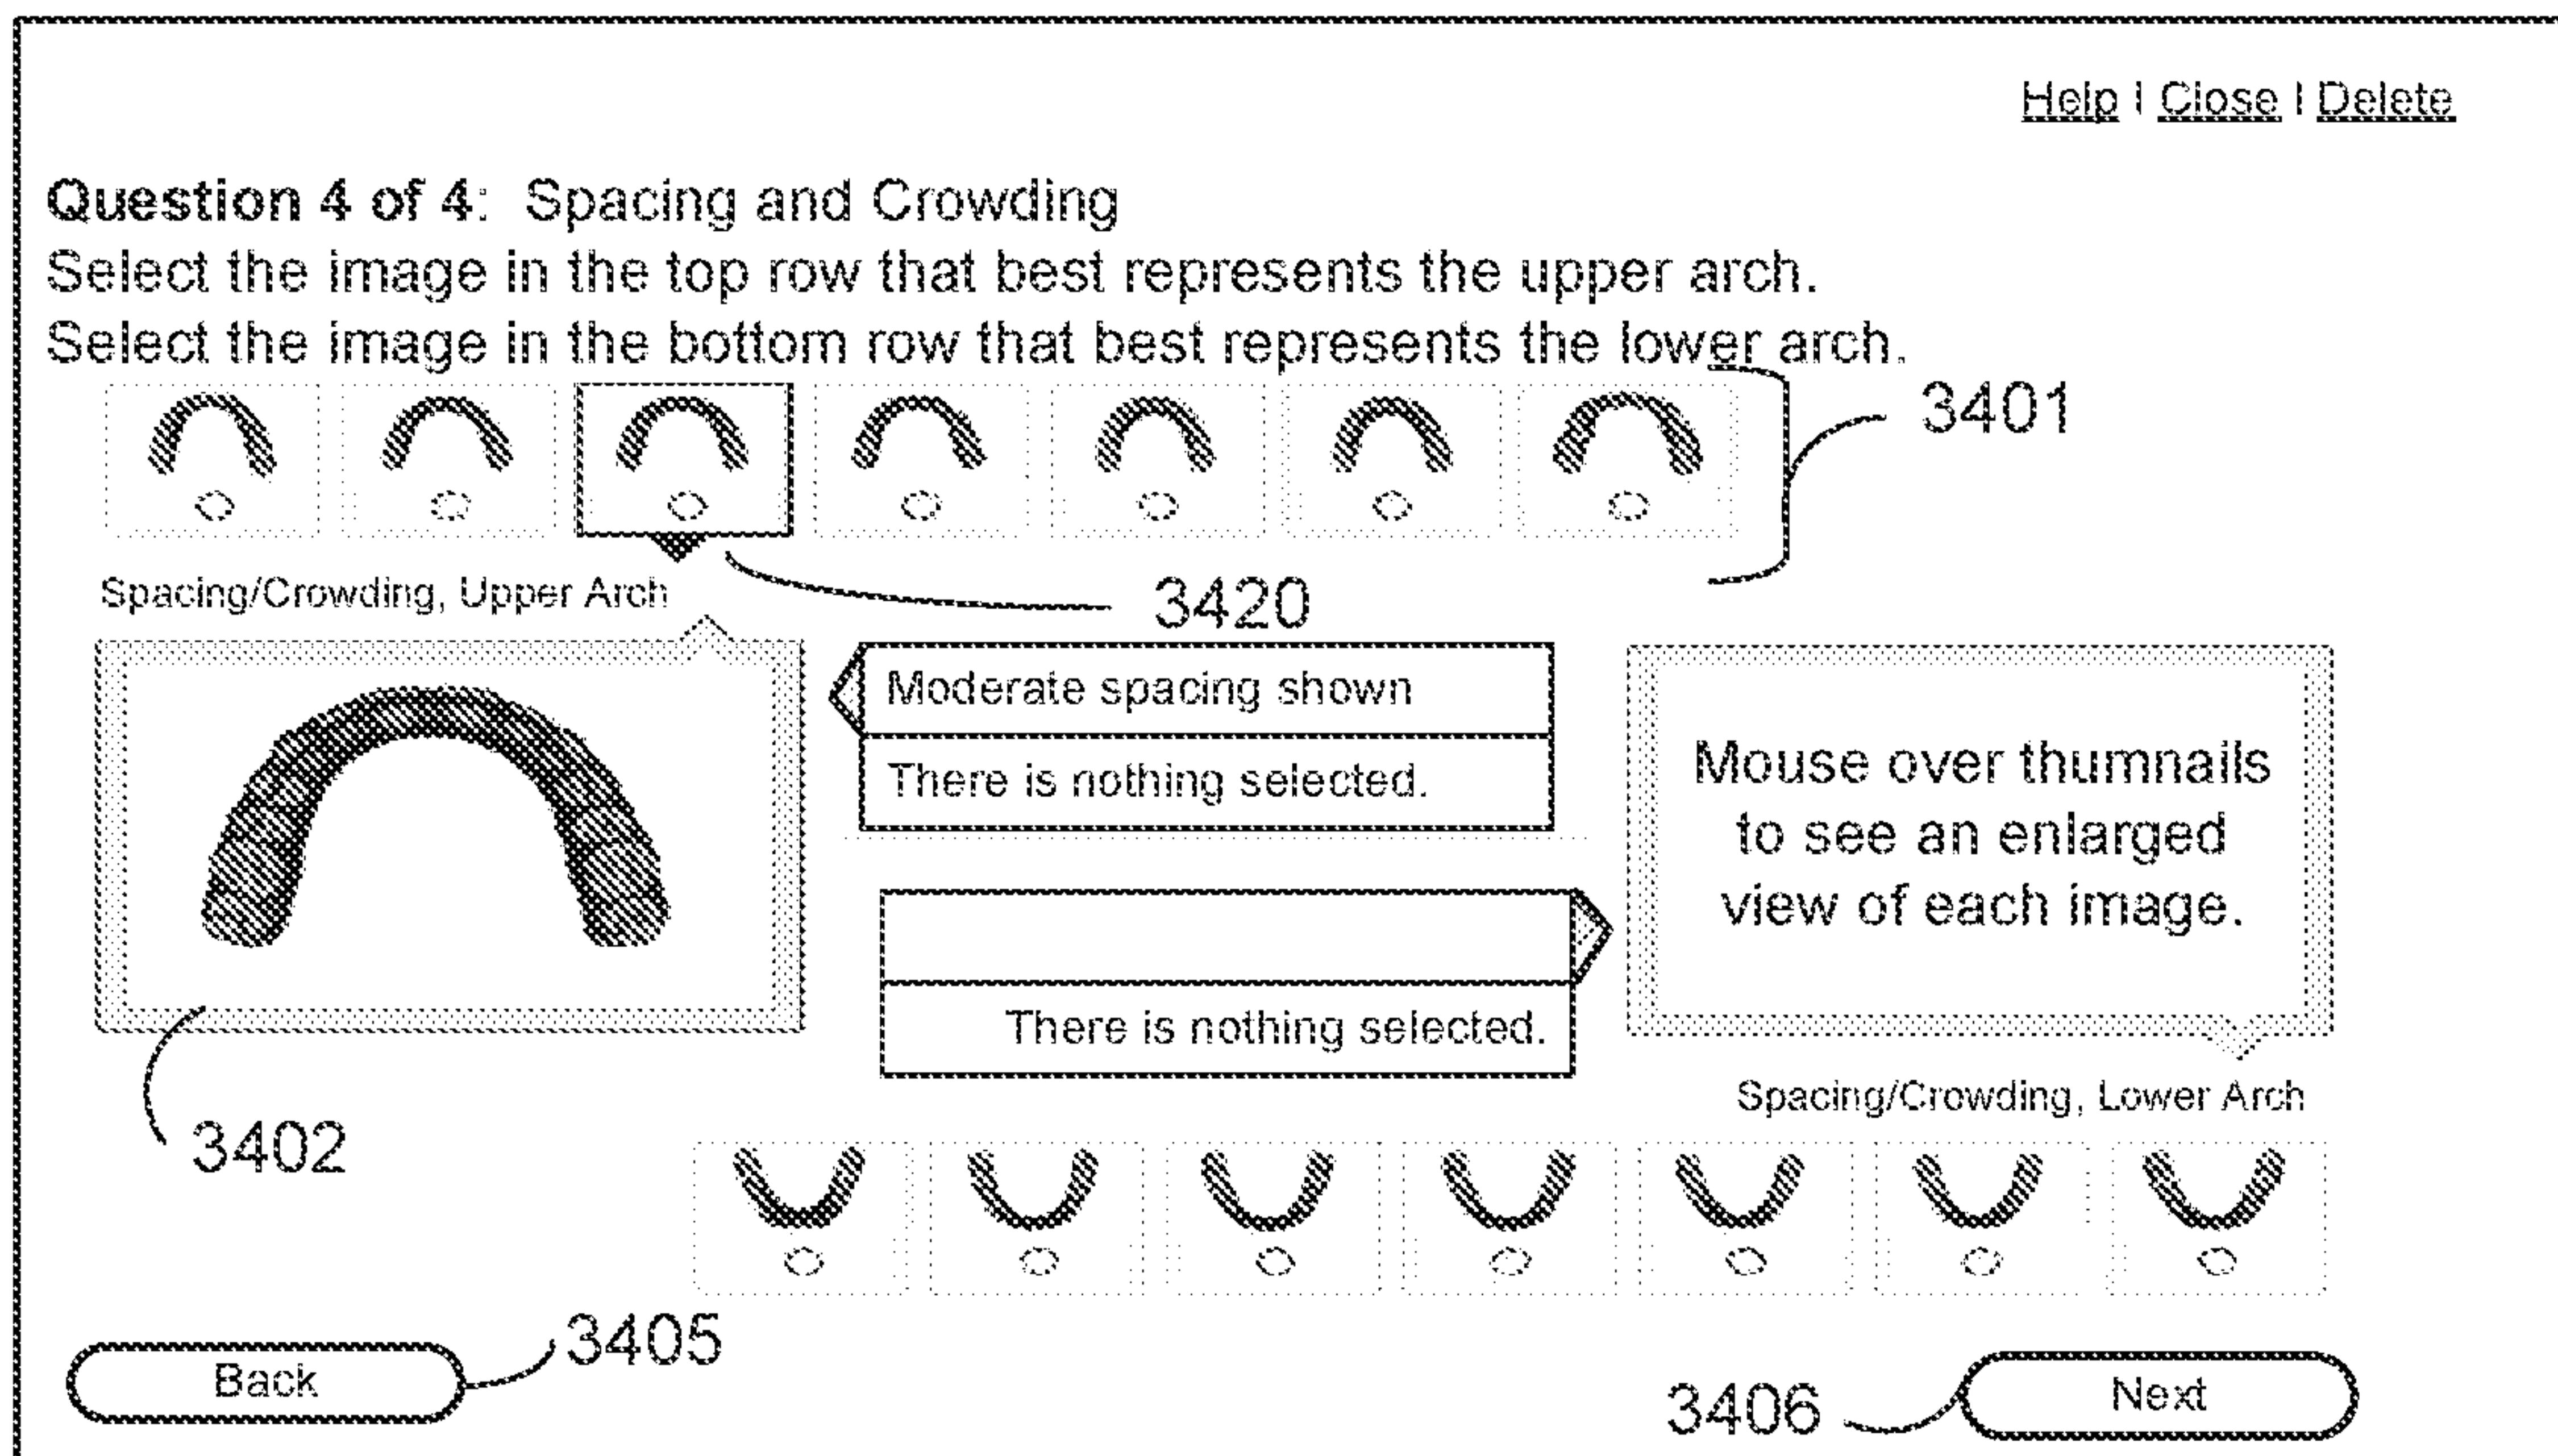 Help | Close | Delete
Question 4 of 4: Spacing and Crowding
Select the image in the top row that best represents the upper arch.
Select the image in the bottom row that best represents the lower arch.
3401
Spacing/Crowding, Upper Arch
3420
Moderate spacing shown
There is nothing selected.
Mouse over thumnails
to see an enlarged
view of each image.
There is nothing selected.
Spacing/Crowding, Lower Arch
3402
3405
Back
3406
Next